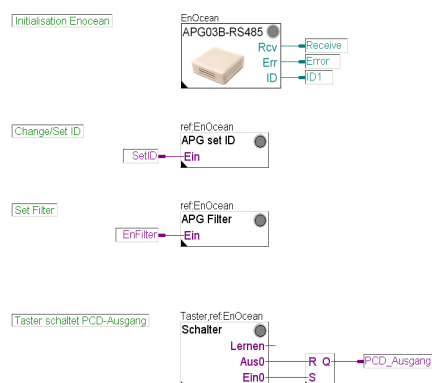 EnOcean
Initialisation Enocean
APG03B-RS485
Rcv Receive
Err Error
ID ID1
ref:EnOcean
Change/Set ID
APG set ID
SetID Ein
ref:EnOcean
Set Filter
APG Filter
EnFilter Ein
Taster,ref:EnOcean
Taster schaltet PCD-Ausgang
Schalter
Lernen
Aus0 R Q PCD_Ausgang
Ein0 S